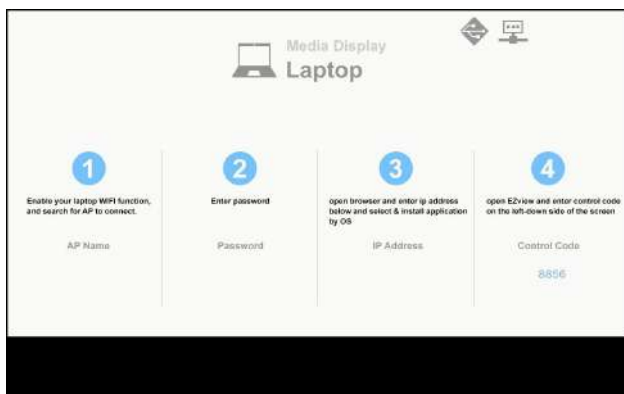 Media Display
Laptop
1
Enable your laptop WIFI function,
and search for AP to connect.
AP Name
2
Enter password
Password
3
open browser and enter ip address
below and select & install application
by OS
IP Address
4
open EZview and enter control code
on the left-down side of the screen
Control Code
8856